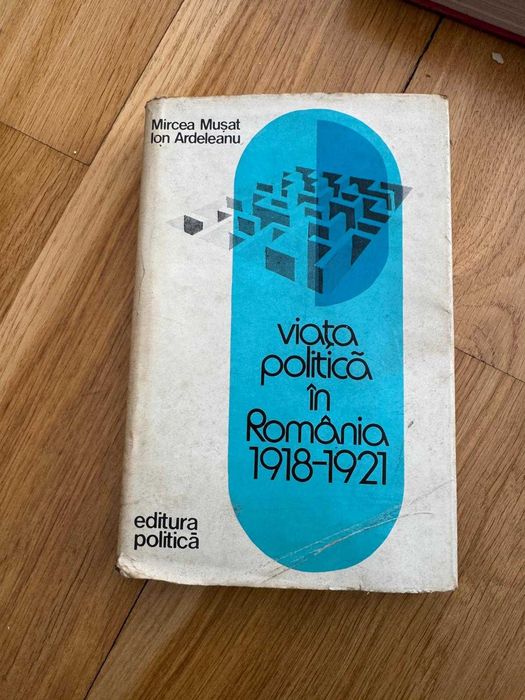 Mircea Mușat
Ion Ardeleanu
viața
politică
în
România
1918-1921
editura
politică